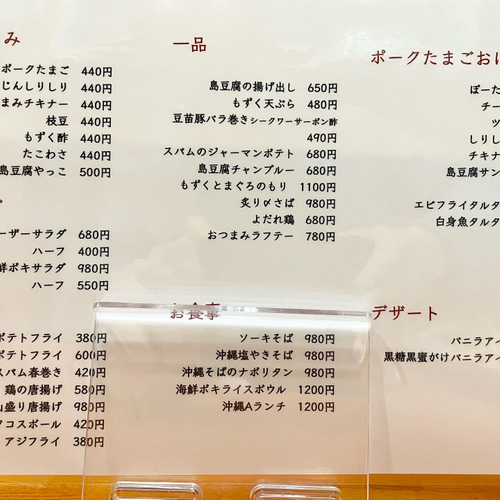 み
ポークたまご 440円
じんしりしり 440円
まみチキナー 440円
枝豆 440円
もずく酢 440円
たこわさ 440円
島豆腐やっこ 500円
ーザーサラダ 680円
ハーフ 400円
鮮ポキサラダ 980円
ハーフ 550円
ポテトフライ 380円
ポテトフライ 600円
スパム春巻き 420円
鶏の唐揚げ 580円
山盛り唐揚げ 980円
タコスボール 420円
アジフライ 380円
一品
島豆腐の揚げ出し 650円
もずく天ぷら 480円
豆苗豚バラ巻きシークワーサーポン酢
490円
スパムのジャーマンポテト 680円
島豆腐チャンプルー 680円
もずくとまぐろのもり 1100円
炙り〆さば 980円
よだれ鶏 680円
おつまみラフテー 780円
お食事
ソーキそば 980円
沖縄塩やきそば 980円
沖縄そばのナポリタン 980円
海鮮ポキライスボウル 1200円
沖縄Aランチ 1200円
ポークたまごおに
ぽーた
チー
ツ
しりし
チキナ
島豆腐サン
エビフライタルタ
白身魚タルタ
デザート
バニラアイ
黒糖黒蜜がけバニラアイ